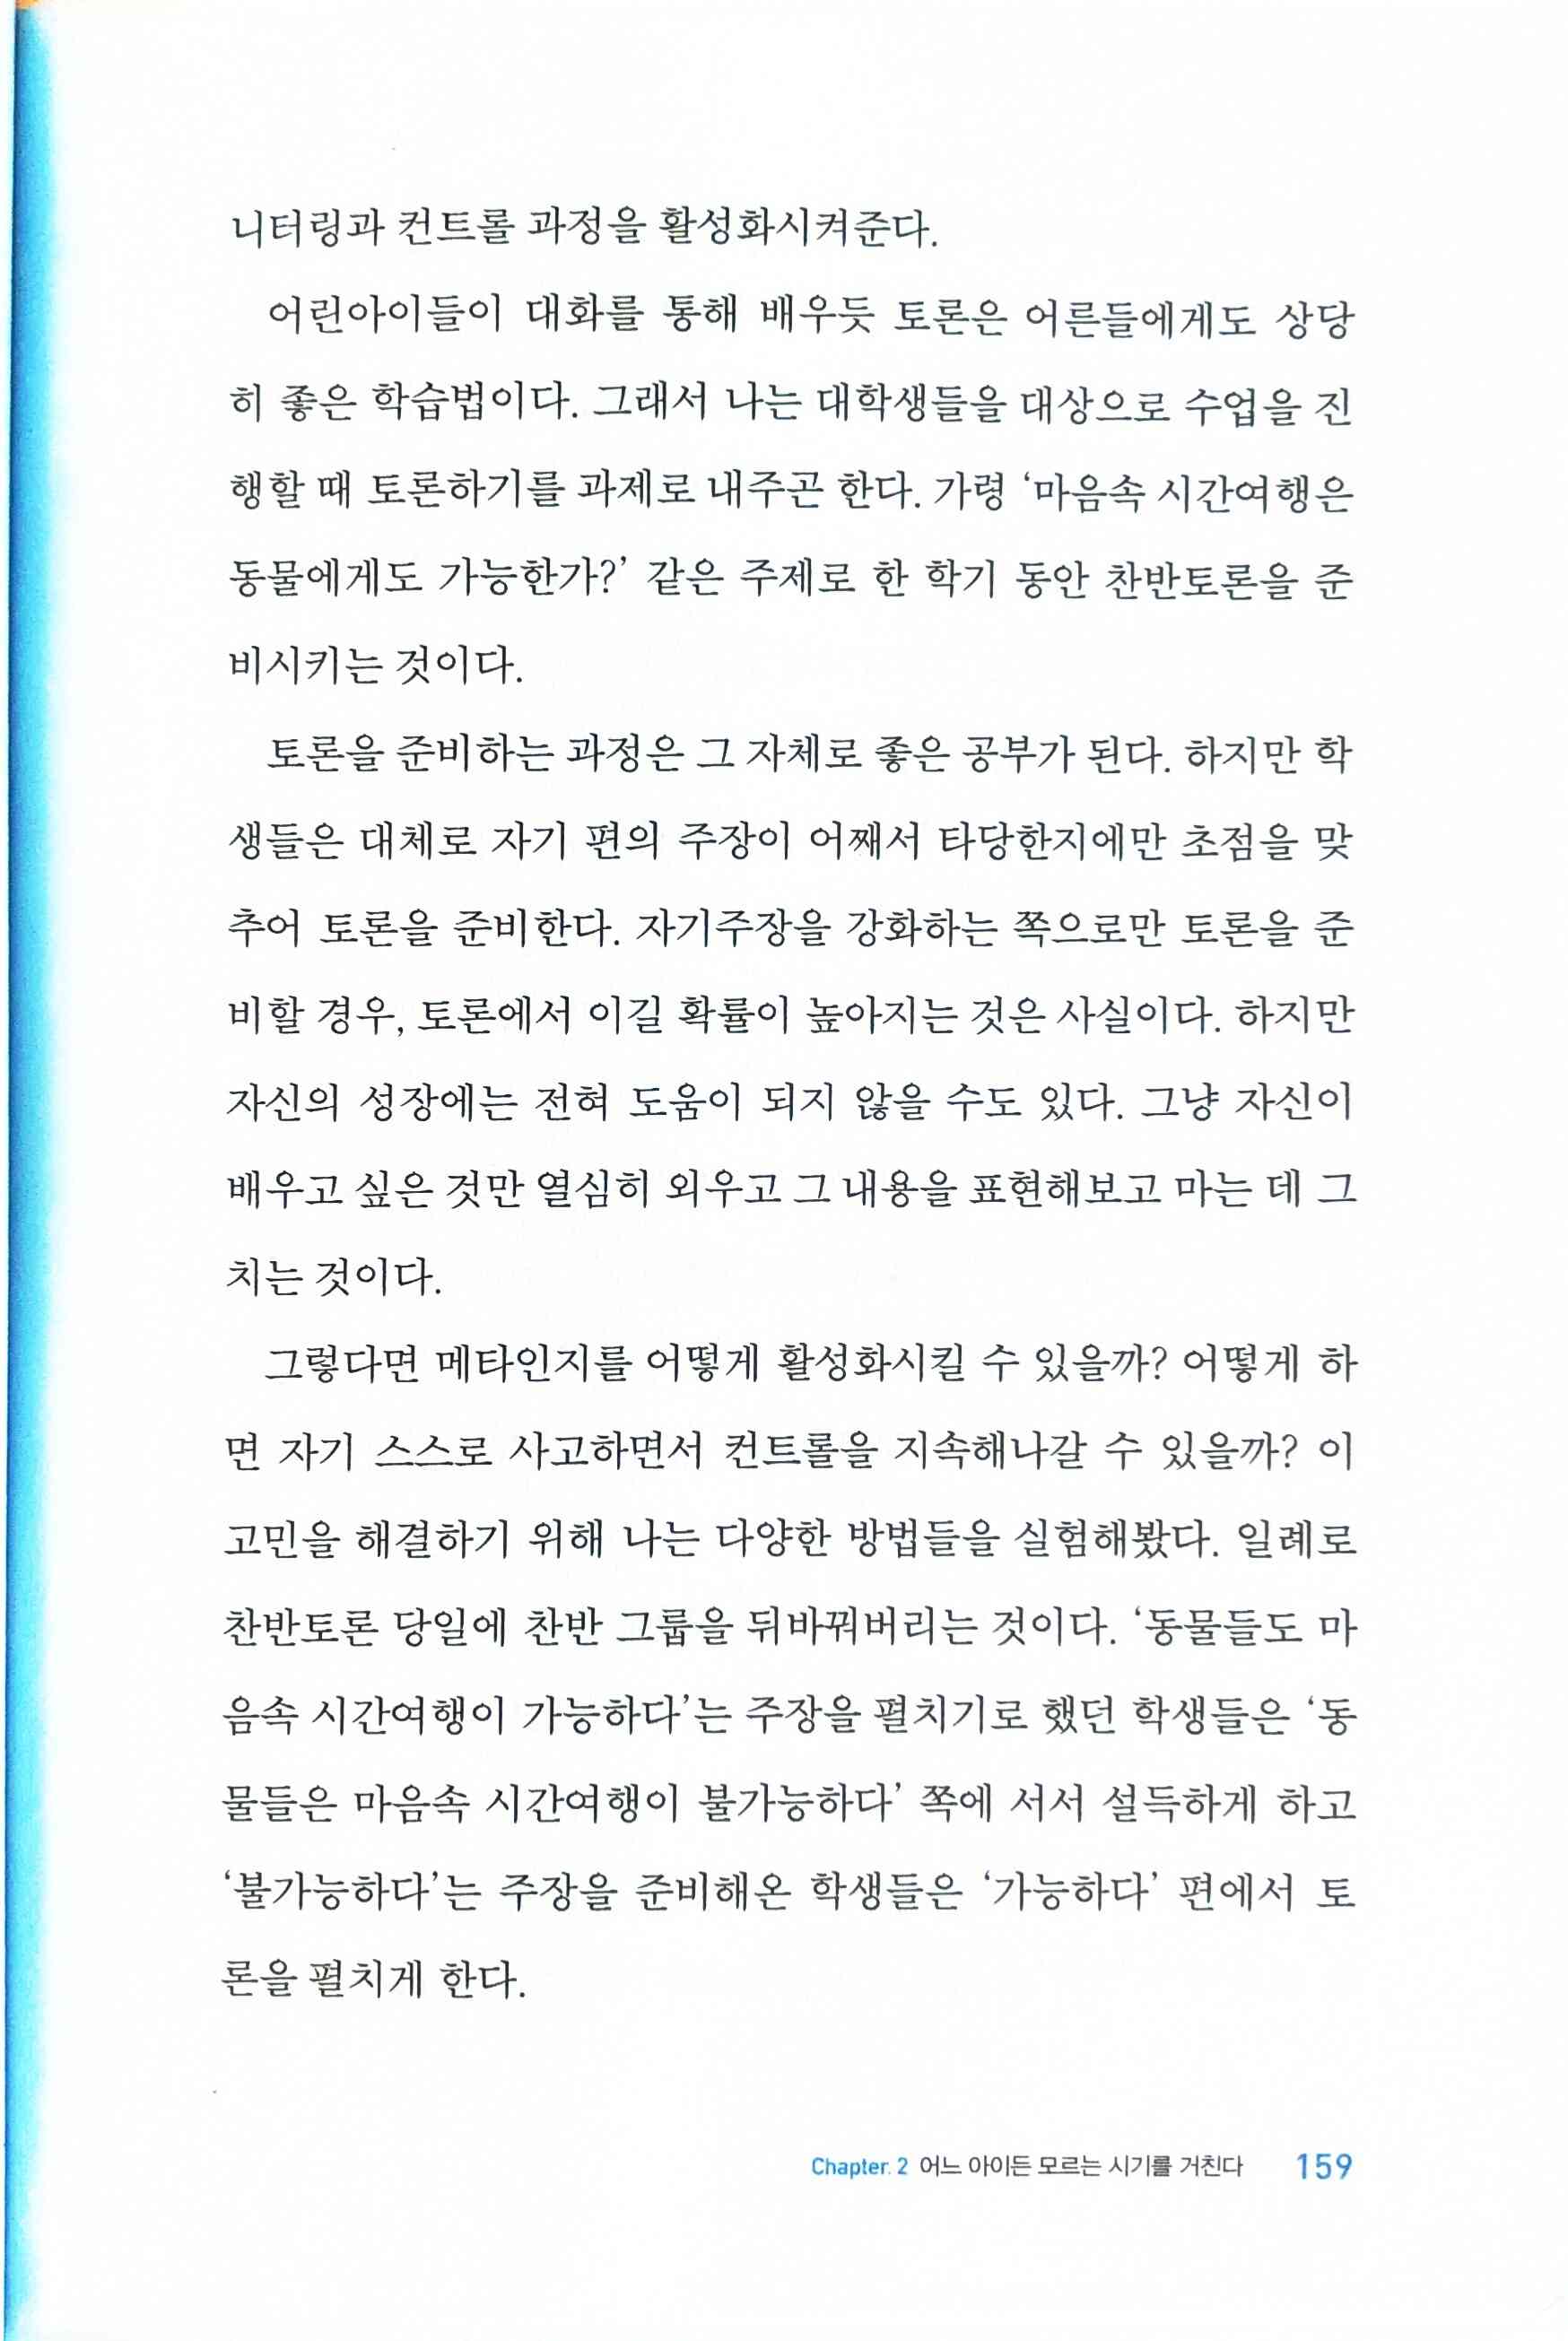 니터링과 컨트롤 과정을 활성화시켜준다.
어린아이들이 대화를 통해 배우듯 토론은 어른들에게도 상당
히 좋은 학습법이다. 그래서 나는 대학생들을 대상으로 수업을 진
행할 때 토론하기를 과제로 내주곤 한다. 가령 ‘마음속 시간여행은
동물에게도 가능한가?’ 같은 주제로 한 학기 동안 찬반토론을 준
비시키는 것이다.
토론을 준비하는 과정은 그 자체로 좋은 공부가 된다. 하지만 학
생들은 대체로 자기 편의 주장이 어째서 타당한지에만 초점을 맞
추어 토론을 준비한다. 자기주장을 강화하는 쪽으로만 토론을 준
비할 경우, 토론에서 이길 확률이 높아지는 것은 사실이다. 하지만
자신의 성장에는 전혀 도움이 되지 않을 수도 있다. 그냥 자신이
배우고 싶은 것만 열심히 외우고 그 내용을 표현해보고 마는 데 그
치는 것이다.
그렇다면 메타인지를 어떻게 활성화시킬 수 있을까? 어떻게 하
면 자기 스스로 사고하면서 컨트롤을 지속해나갈 수 있을까? 이
고민을 해결하기 위해 나는 다양한 방법들을 실험해봤다. 일례로
찬반토론 당일에 찬반 그룹을 뒤바꿔버리는 것이다. ‘동물들도 마
음속 시간여행이 가능하다’는 주장을 펼치기로 했던 학생들은 ‘동
물들은 마음속 시간여행이 불가능하다’ 쪽에 서서 설득하게 하고
‘불가능하다’는 주장을 준비해온 학생들은 ‘가능하다’ 편에서 토
론을 펼치게 한다.
Chapter. 2 어느 아이든 모르는 시기를 거친다 159